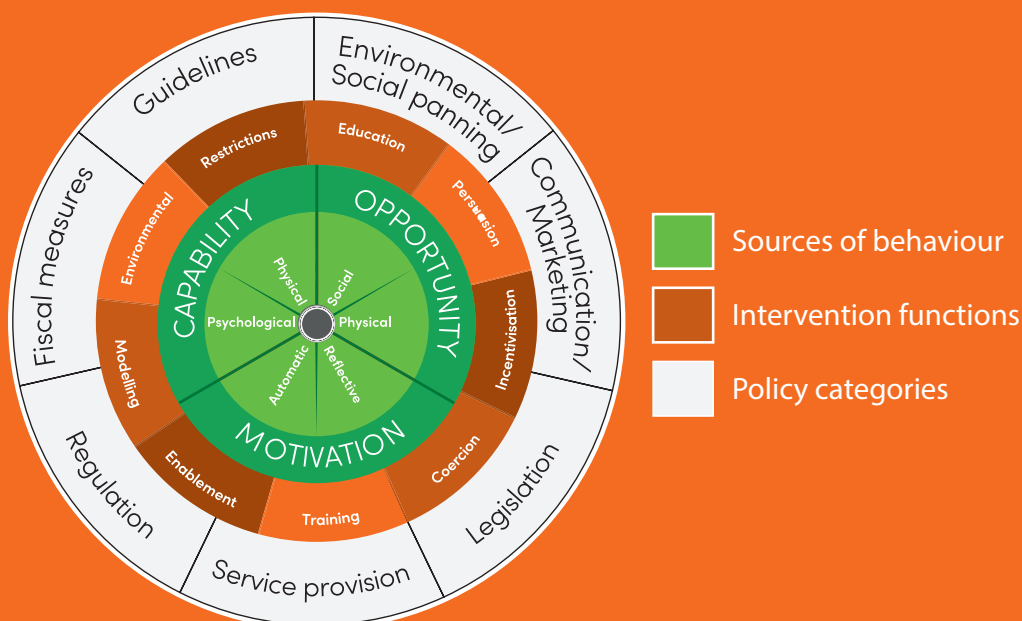 Guidelines
Environmental/
Social panning
Communication/
Marketing
Legislation
Service provision
Regulation
Fiscal measures
Restrictions
Education
Persuasion
Incentivisation
Coercion
Training
Enablement
Modelling
Environmental
CAPABILITY
OPPORTUNITY
MOTIVATION
Physical
Social
Psychological
Physical
Automatic
Reflective
Sources of behaviour
Intervention functions
Policy categories